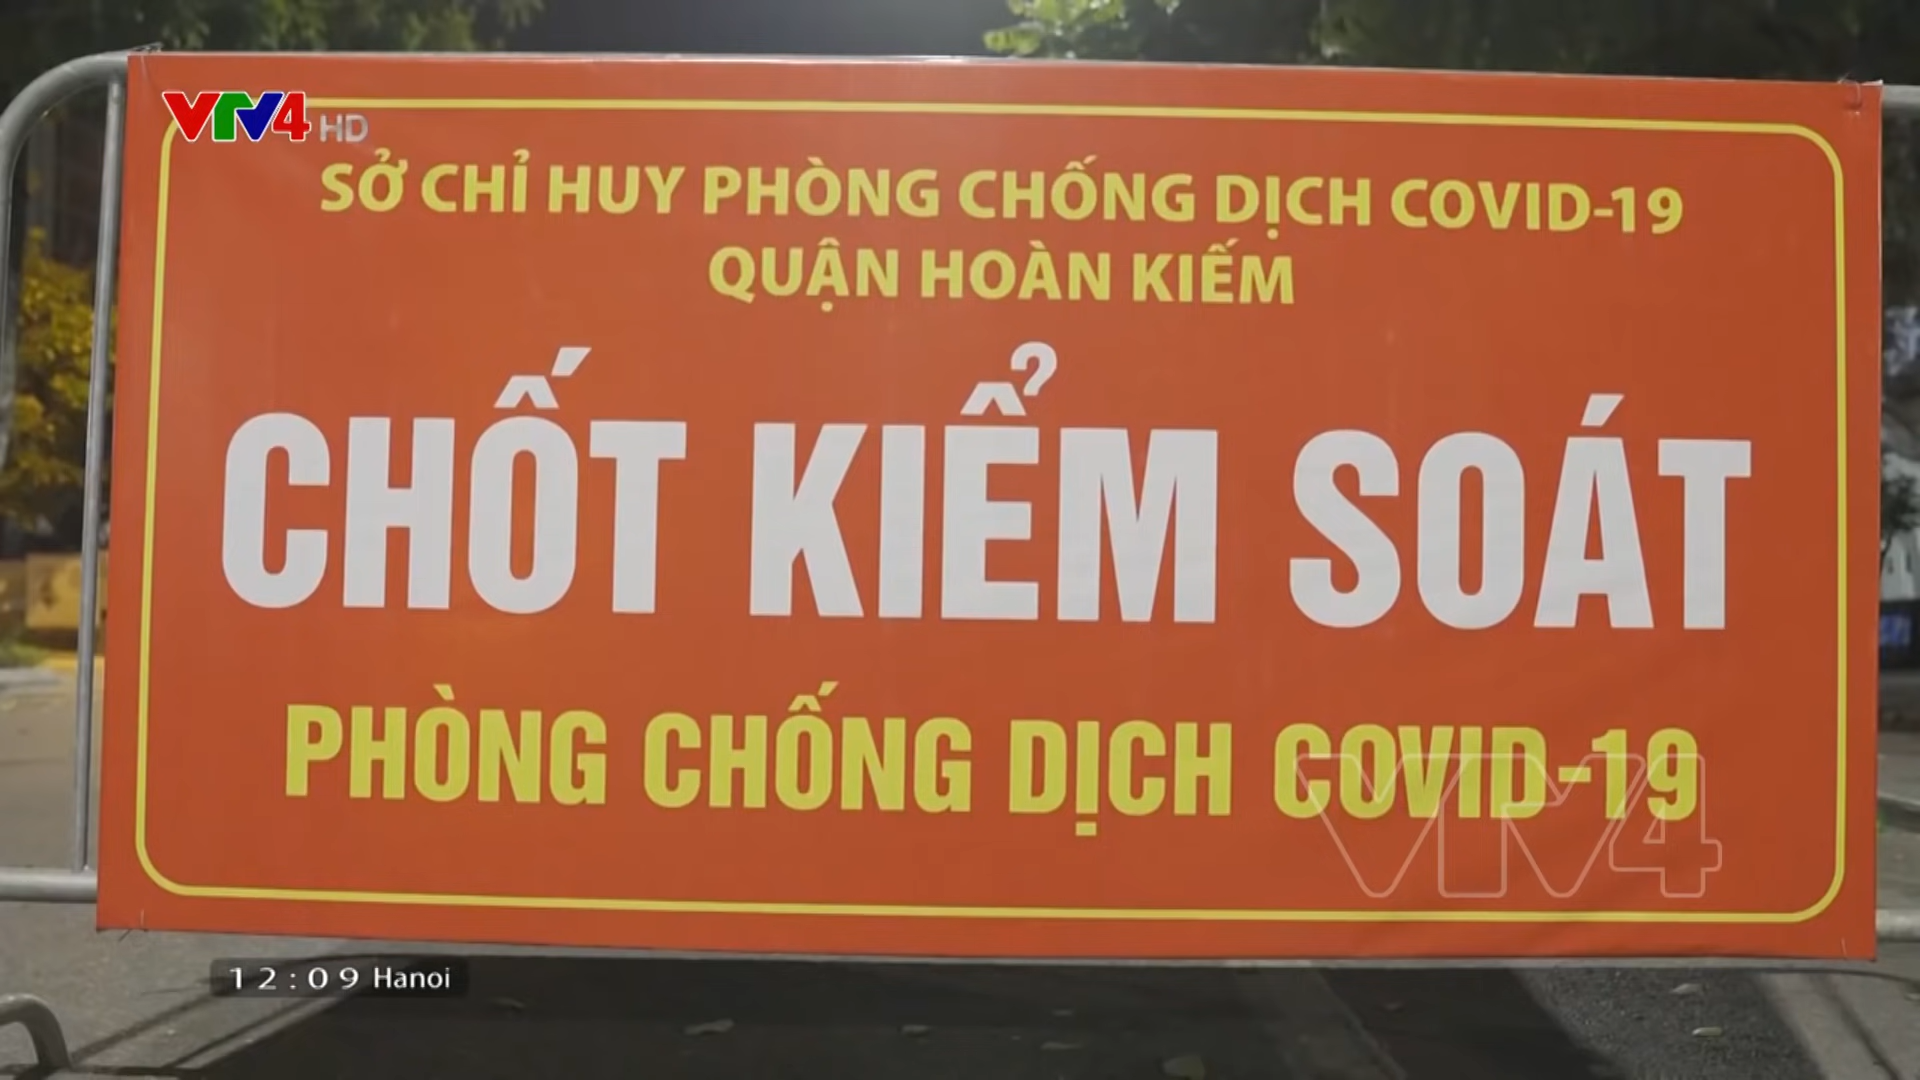 VTV4 HD
SỞ CHỈ HUY PHÒNG CHỐNG DỊCH COVID-19
QUẬN HOÀN KIẾM
CHỐT KIỂM SOÁT
PHÒNG CHỐNG DỊCH COVID-19
VTV4
12:09 Hanoi